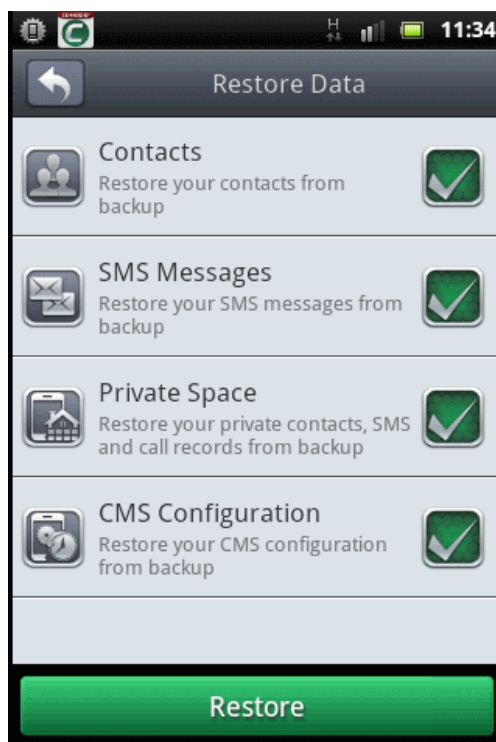 H
11:34
Restore Data
Contacts
Restore your contacts from
backup
SMS Messages
Restore your SMS messages from
backup
Private Space
Restore your private contacts, SMS
and call records from backup
CMS Configuration
Restore your CMS configuration
from backup
Restore